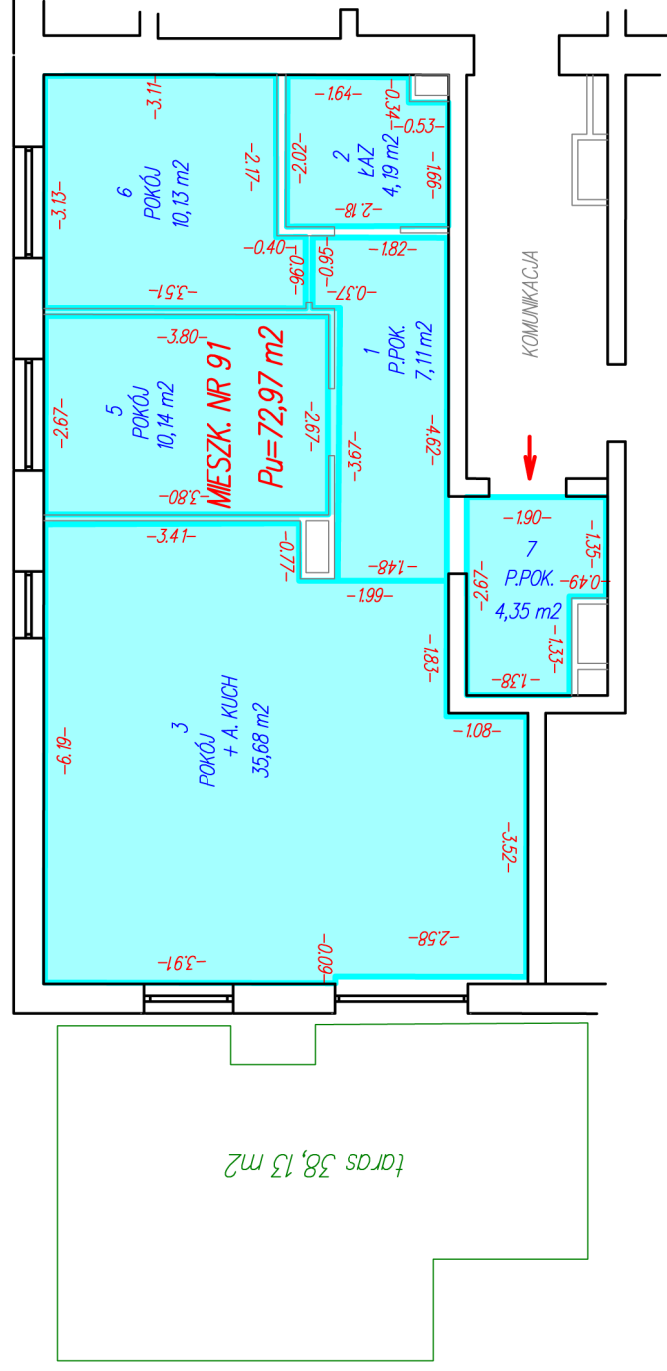 -3.11-
-1.64-
-0.34-
-0.53-
-2.17-
-2.02-
2
ŁAZ
4,19 m2
-1.66-
-3.13-
6
POKÓJ
10,13 m2
-2.18-
-0.40-
-0.96-
-0.95-
-1.82-
-3.51-
-0.37-
KOMUNIKACJA
-3.80-
1
P.POK.
7,11 m2
-2.67-
5
POKÓJ
10,14 m2
MIESZK. NR 91
Pu=72,97 m2
-2.67-
-3.97-
-4.62-
-3.80-
-3.41-
-0.77-
-1.48-
-1.99-
-1.60-
7
P.POK.
4,35 m2
-1.35-
-0.49-
-2.97-
-1.33-
-1.38-
-1.83-
-1.08-
-6.19-
3
POKÓJ
+ A. KUCH
35,68 m2
-3.52-
-3.91-
-0.09-
-2.58-
taras 38,13 m2